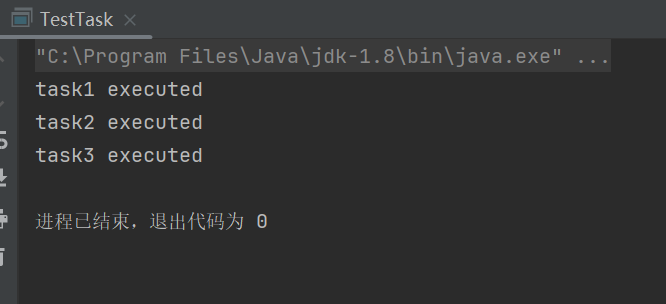 TestTask
"C:\Program Files\Java\jdk-1.8\bin\java.exe" ...
task1 executed
task2 executed
task3 executed
进程已结束，退出代码为 0